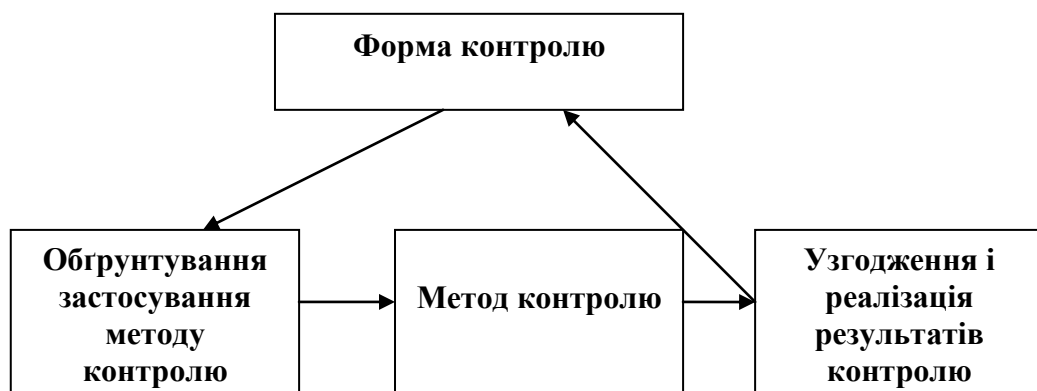 Форма контролю
Обґрунтування
застосування
методу
контролю
Метод контролю
Узгодження і
реалізація
результатів
контролю